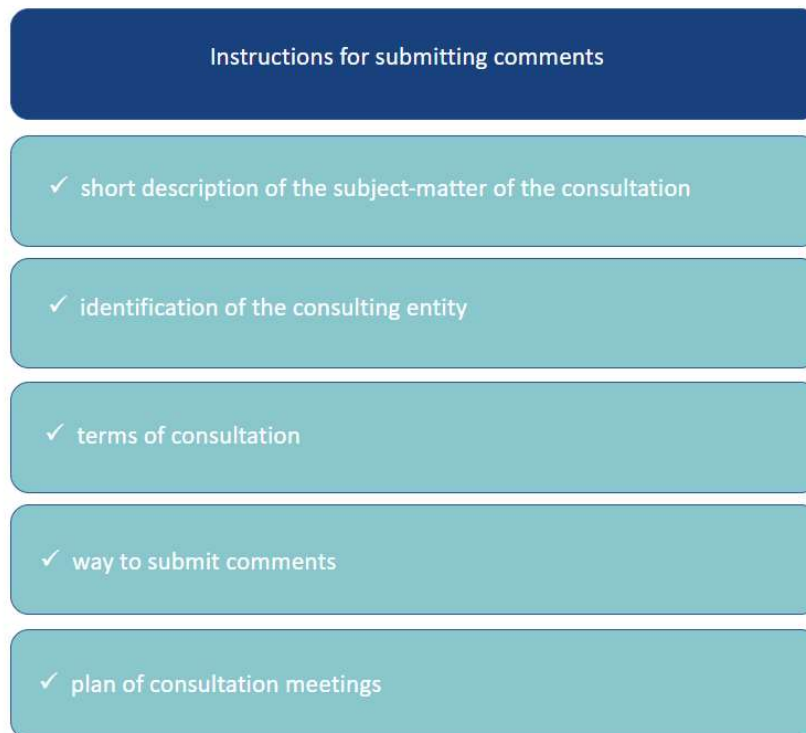 Instructions for submitting comments
✓ short description of the subject-matter of the consultation
✓ identification of the consulting entity
✓ terms of consultation
✓ way to submit comments
✓ plan of consultation meetings